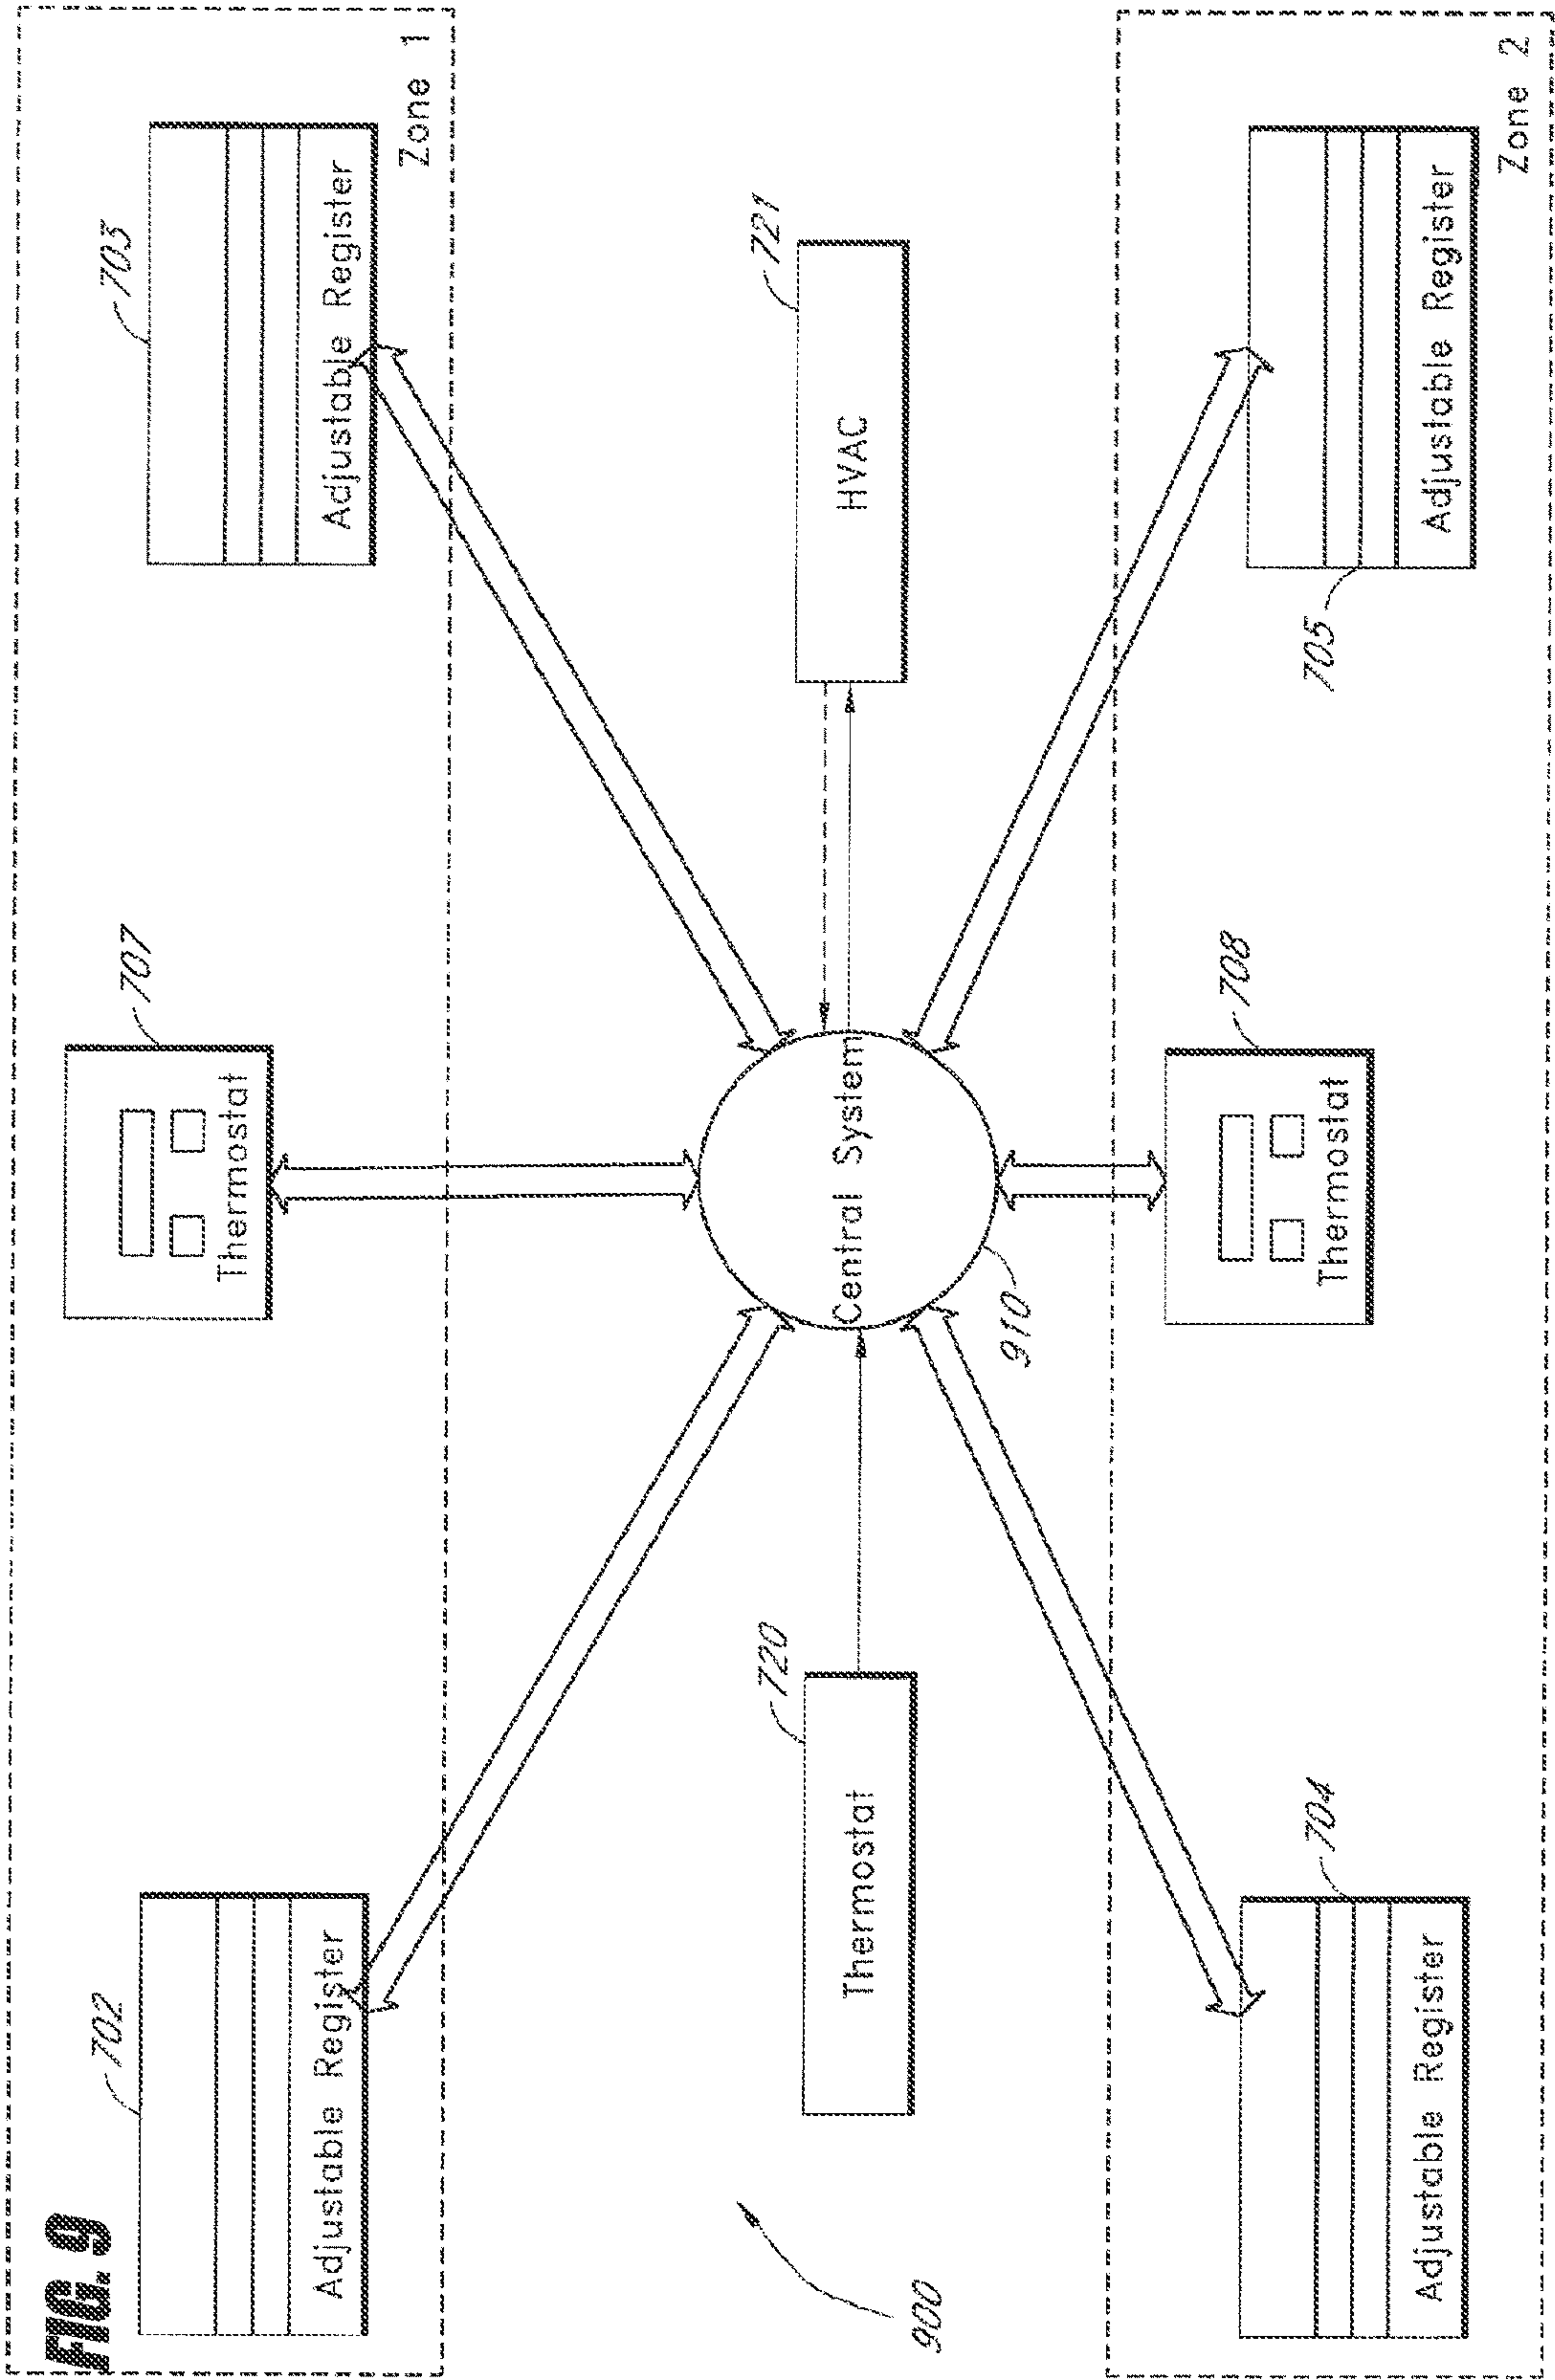 FIG. 9
702
Adjustable Register
707
Thermostat
703
Adjustable Register
Zone 1
720
Thermostat
Central System
910
721
HVAC
900
704
Adjustable Register
708
Thermostat
705
Adjustable Register
Zone 2